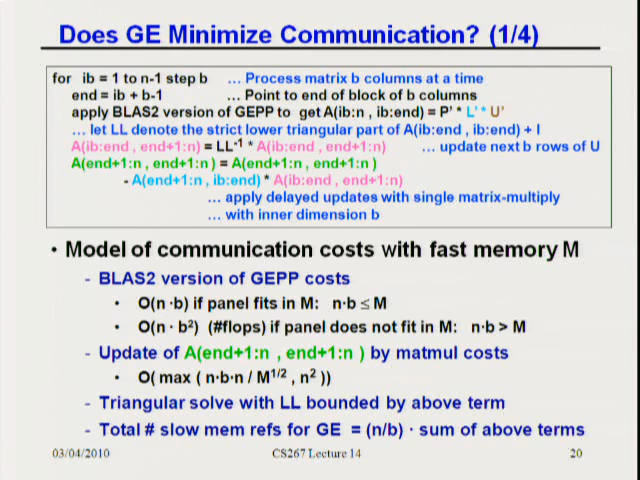 Does GE Minimize Communication? (1/4)
for ib = 1 to n-1 step b … Process matrix b columns at a time
end = ib + b-1 … Point to end of block of b columns
apply BLAS2 version of GEPP to get A(ib:n , ib:end) = P’ * L’ * U’
… let LL denote the strict lower triangular part of A(ib:end , ib:end) + I
A(ib:end , end+1:n) = LL⁻¹ * A(ib:end , end+1:n) … update next b rows of U
A(end+1:n , end+1:n ) = A(end+1:n , end+1:n )
- A(end+1:n , ib:end) * A(ib:end , end+1:n)
… apply delayed updates with single matrix-multiply
… with inner dimension b
• Model of communication costs with fast memory M
- BLAS2 version of GEPP costs
• O(n ·b) if panel fits in M: n·b ≤ M
• O(n · b²) (#flops) if panel does not fit in M: n·b > M
- Update of A(end+1:n , end+1:n ) by matmul costs
• O( max ( n·b·n / M¹ᐟ² , n² ))
- Triangular solve with LL bounded by above term
- Total # slow mem refs for GE = (n/b) · sum of above terms
03/04/2010 CS267 Lecture 14 20